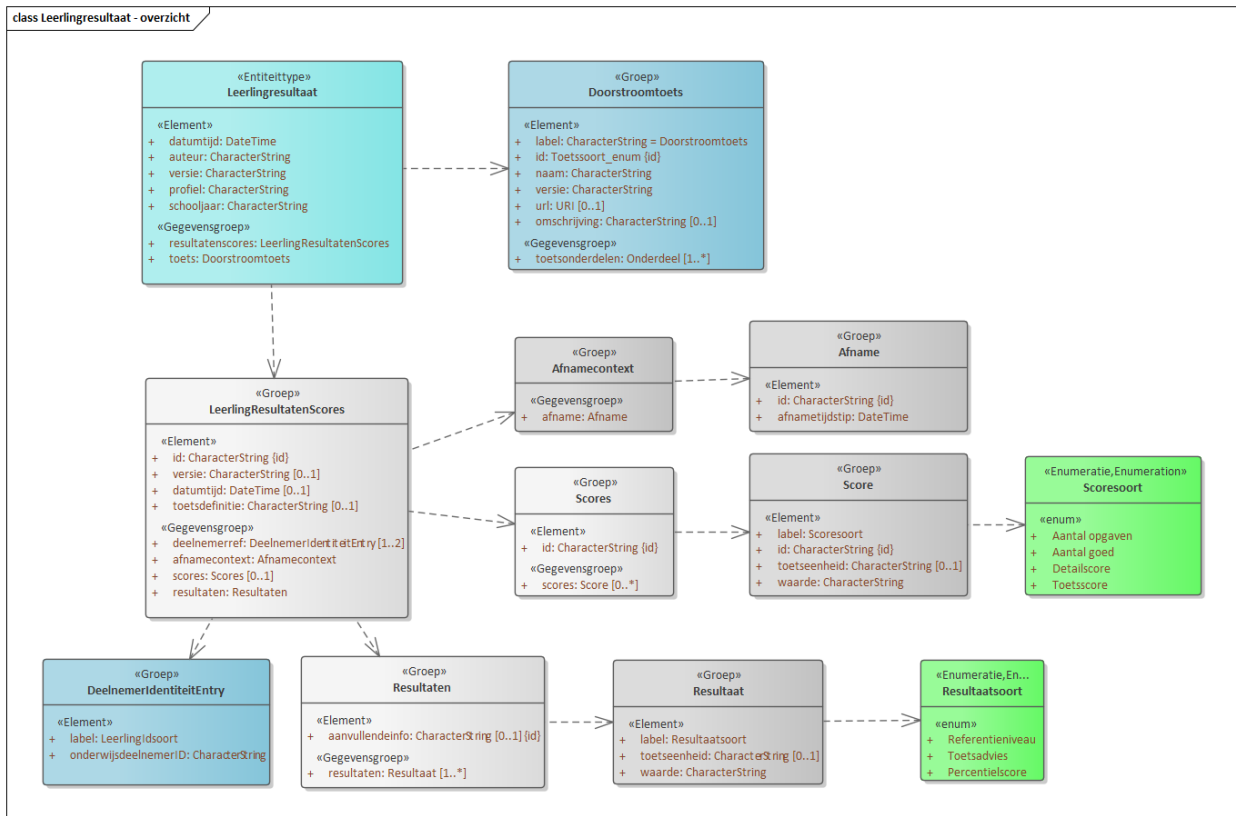 class Leerlingresultaat - overzicht
«Entiteittype»
Leerlingresultaat
«Element»
+ datumtijd: DateTime
+ auteur: CharacterString
+ versie: CharacterString
+ profiel: CharacterString
+ schooljaar: CharacterString
«Gegevensgroep»
+ resultatenscores: LeerlingResultatenScores
+ toets: Doorstroomtoets
«Groep»
Doorstroomtoets
«Element»
+ label: CharacterString = Doorstroomtoets
+ id: Toetssoort_enum {id}
+ naam: CharacterString
+ versie: CharacterString
+ url: URI [0..1]
+ omschrijving: CharacterString [0..1]
«Gegevensgroep»
+ toetsonderdelen: Onderdeel [1..*]
«Groep»
Afnamecontext
«Gegevensgroep»
+ afname: Afname
«Groep»
Afname
«Element»
+ id: CharacterString {id}
+ afnametijdstip: DateTime
«Groep»
LeerlingResultatenScores
«Element»
+ id: CharacterString {id}
+ versie: CharacterString [0..1]
+ datumtijd: DateTime [0..1]
+ toetsdefinitie: CharacterString [0..1]
«Gegevensgroep»
+ deelnemerref: DeelnemerIdentiteitEntry [1..2]
+ afnamecontext: Afnamecontext
+ scores: Scores [0..1]
+ resultaten: Resultaten
«Groep»
Scores
«Element»
+ id: CharacterString {id}
«Gegevensgroep»
+ scores: Score [0..*]
«Groep»
Score
«Element»
+ label: Scoresoort
+ id: CharacterString {id}
+ toetseenheid: CharacterString [0..1]
+ waarde: CharacterString
«Enumeratie,Enumeration»
Scoresoort
«enum»
+ Aantal opgaven
+ Aantal goed
+ Detailscore
+ Toetsscore
«Groep»
DeelnemerIdentiteitEntry
«Element»
+ label: LeerlingIdsoort
+ onderwijsdeelnemerID: CharacterString
«Groep»
Resultaten
«Element»
+ aanvullendeinfo: CharacterString [0..1] {id}
«Gegevensgroep»
+ resultaten: Resultaat [1..*]
«Groep»
Resultaat
«Element»
+ label: Resultaatsoort
+ toetseenheid: CharacterString [0..1]
+ waarde: CharacterString
«Enumeratie,En...
Resultaatsoort
«enum»
+ Referentieniveau
+ Toetsadvies
+ Percentielscore